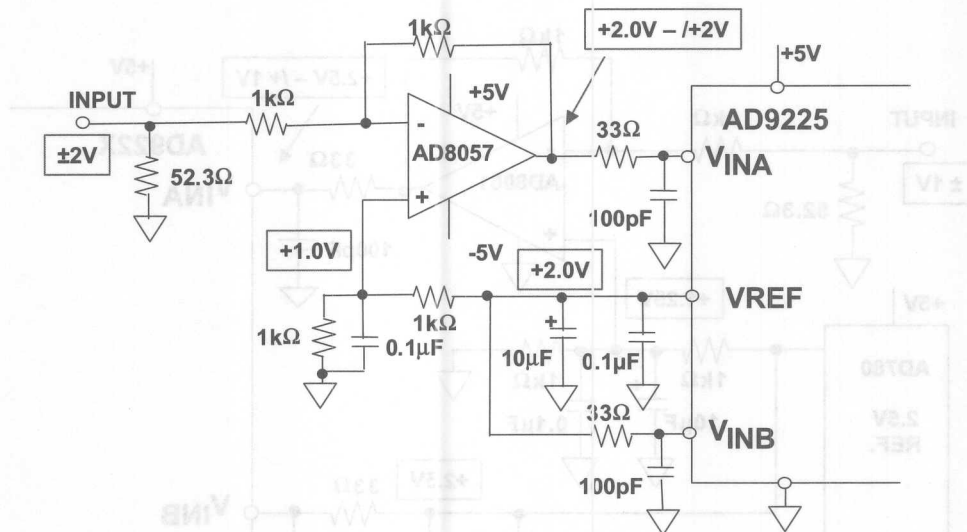 1kΩ
+2.0V – /+2V
+5V
INPUT
1kΩ
+5V
AD9225
-
±2V
AD8057
33Ω
VINA
52.3Ω
+
100pF
+1.0V
-5V
+2.0V
VREF
1kΩ
1kΩ
0.1µF
+
10µF
0.1µF
33Ω
VINB
100pF